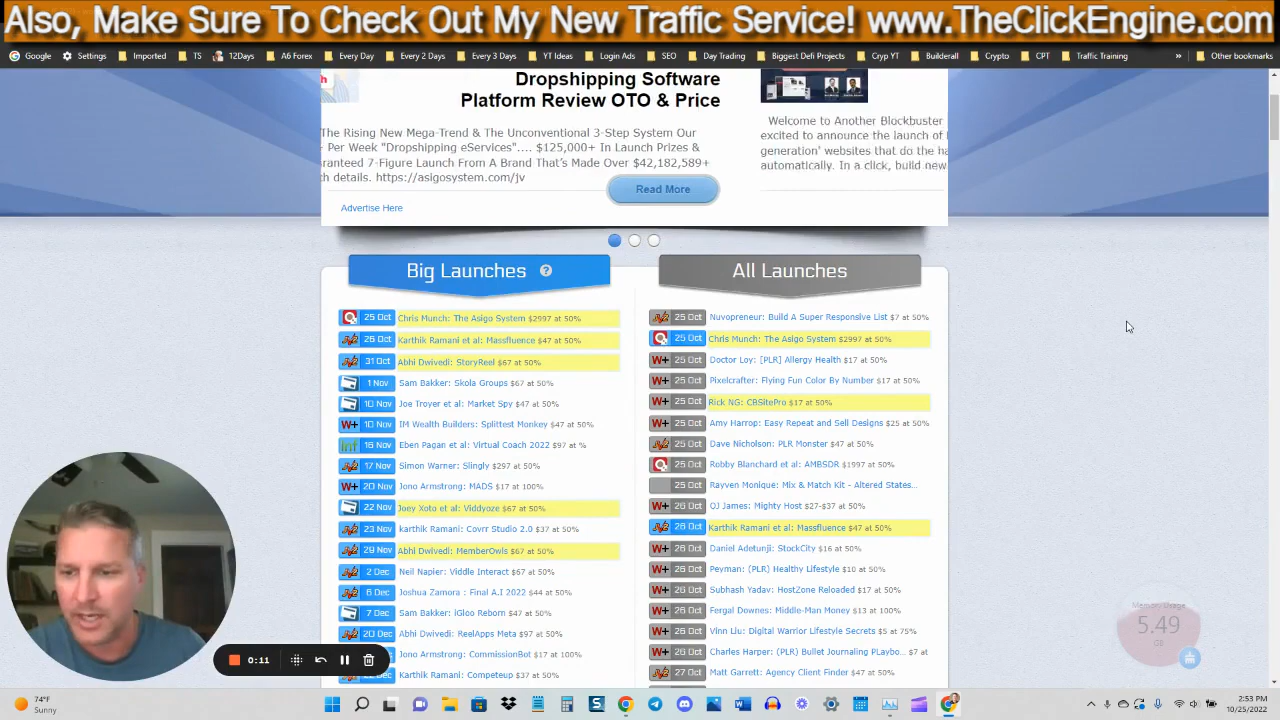 Also, Make Sure To Check Out My New Traffic Service! www.TheClickEngine.com
Google Settings Imported TS 12Days A6 Forex Every Day Every 2 Days Every 3 Days YT Ideas Login Ads SEO Day Trading Biggest Defi Projects Cryp YT Builderall Crypto CPT Traffic Training » Other bookmarks
Dropshipping Software
Platform Review OTO & Price
The Rising New Mega-Trend & The Unconventional 3-Step System Our
Per Week "Dropshipping eServices".... $125,000+ In Launch Prizes &
ranteed 7-Figure Launch From A Brand That's Made Over $42,182,589+
ch details. https://asigosystem.com/jv
Read More
Advertise Here
Welcome to Another Blockbuster
excited to announce the launch of
generation' websites that do the ha
automatically. In a click, build new
Big Launches ?
25 Oct Chris Munch: The Asigo System $2997 at 50%
26 Oct Karthik Ramani et al: Massfluence $47 at 50%
31 Oct Abhi Dwivedi: StoryReel $67 at 50%
1 Nov Sam Bakker: Skola Groups $67 at 50%
10 Nov Joe Troyer et al: Market Spy $47 at 50%
W+ 10 Nov IM Wealth Builders: Splittest Monkey $47 at 50%
16 Nov Eben Pagan et al: Virtual Coach 2022 $97 at %
17 Nov Simon Warner: Slingly $297 at 50%
W+ 20 Nov Jono Armstrong: MADS $17 at 100%
22 Nov Joey Xoto et al: Viddyoze $67 at 50%
23 Nov karthik Ramani: Covrr Studio 2.0 $37 at 50%
29 Nov Abhi Dwivedi: MemberOwls $67 at 50%
2 Dec Neil Napier: Viddle Interact $67 at 50%
6 Dec Joshua Zamora : Final A.I 2022 $44 at 50%
7 Dec Sam Bakker: iGloo Reborn $47 at 50%
20 Dec Abhi Dwivedi: ReelApps Meta $97 at 50%
Jono Armstrong: CommissionBot $17 at 100%
Dec Karthik Ramani: Competeup $37 at 50%
All Launches
25 Oct Nuvopreneur: Build A Super Responsive List $7 at 50%
25 Oct Chris Munch: The Asigo System $2997 at 50%
W+ 25 Oct Doctor Loy: [PLR] Allergy Health $17 at 50%
W+ 25 Oct Pixelcrafter: Flying Fun Color By Number $17 at 50%
W+ 25 Oct Rick NG: CBSitePro $17 at 50%
W+ 25 Oct Amy Harrop: Easy Repeat and Sell Designs $25 at 50%
25 Oct Dave Nicholson: PLR Monster $47 at 50%
25 Oct Robby Blanchard et al: AMBSDR $1997 at 50%
25 Oct Rayven Monique: Mix & Match Kit - Altered States...
W+ 26 Oct OJ James: Mighty Host $27-$37 at 50%
26 Oct Karthik Ramani et al: Massfluence $47 at 50%
W+ 26 Oct Daniel Adetunji: StockCity $16 at 50%
W+ 26 Oct Peyman: (PLR) Healthy Lifestyle $10 at 50%
W+ 26 Oct Subhash Yadav: HostZone Reloaded $17 at 50%
W+ 26 Oct Fergal Downes: Middle-Man Money $13 at 100%
W+ 26 Oct Vinn Liu: Digital Warrior Lifestyle Secrets $5 at 75%
W+ 26 Oct Charles Harper: (PLR) Bullet Journaling PLaybo... $7 at
27 Oct Matt Garrett: Agency Client Finder $47 at 50%
Memory Usage
5.49
GB
0:11
74°F
Sunny
2:53 PM
10/25/2022